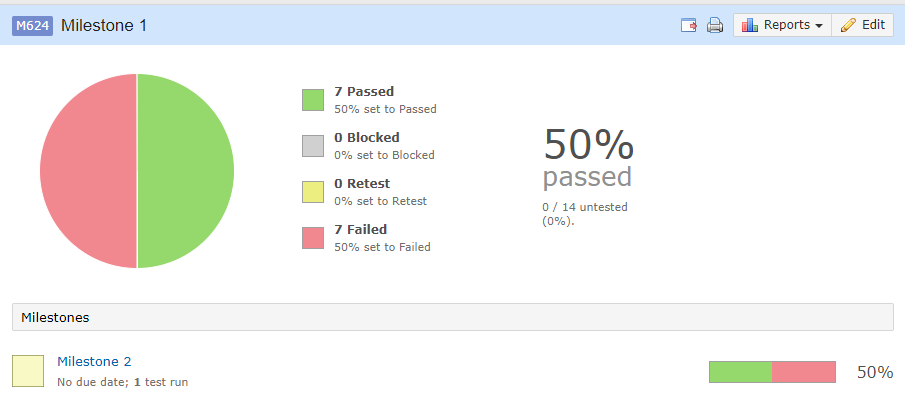 M624 Milestone 1 Reports Edit
7 Passed
50% set to Passed
0 Blocked
0% set to Blocked
0 Retest
0% set to Retest
7 Failed
50% set to Failed
50%
passed
0 / 14 untested
(0%).
Milestones
Milestone 2
No due date; 1 test run
50%